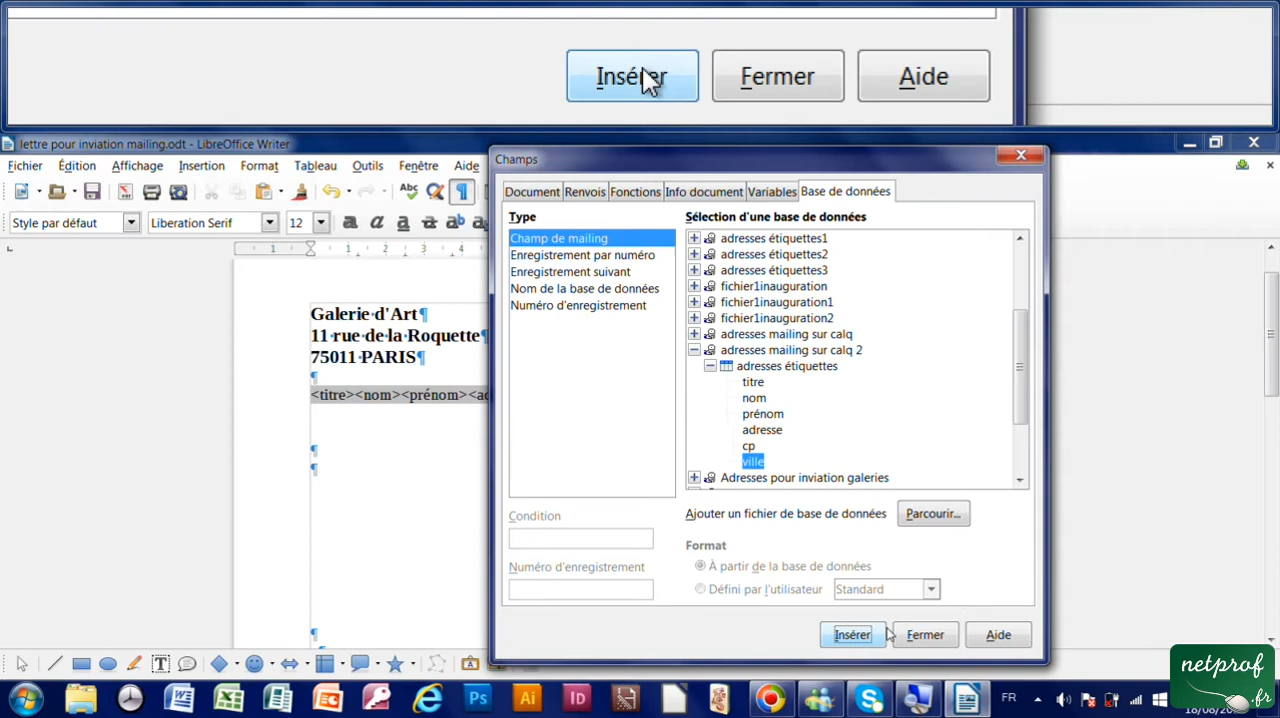 Insérer Fermer Aide
lettre pour inviation mailing.odt - LibreOffice Writer
Fichier Édition Affichage Insertion Format Tableau Outils Fenêtre Aide
Style par défaut Liberation Serif 12
1 1 2 3 4
Galerie·d'Art¶
11·rue·de·la·Roquette¶
75011·PARIS¶
¶
<titre><nom><prénom><ad
¶
¶
¶
Champs
Document Renvois Fonctions Info document Variables Base de données
Type
Champ de mailing
Enregistrement par numéro
Enregistrement suivant
Nom de la base de données
Numéro d'enregistrement
Condition
Numéro d'enregistrement
Sélection d'une base de données
adresses étiquettes1
adresses étiquettes2
adresses étiquettes3
fichier1inauguration
fichier1inauguration1
fichier1inauguration2
adresses mailing sur calq
adresses mailing sur calq 2
adresses étiquettes
titre
nom
prénom
adresse
cp
ville
Adresses pour inviation galeries
Ajouter un fichier de base de données Parcourir...
Format
À partir de la base de données
Défini par l'utilisateur Standard
Insérer Fermer Aide
FR
netprof
.fr